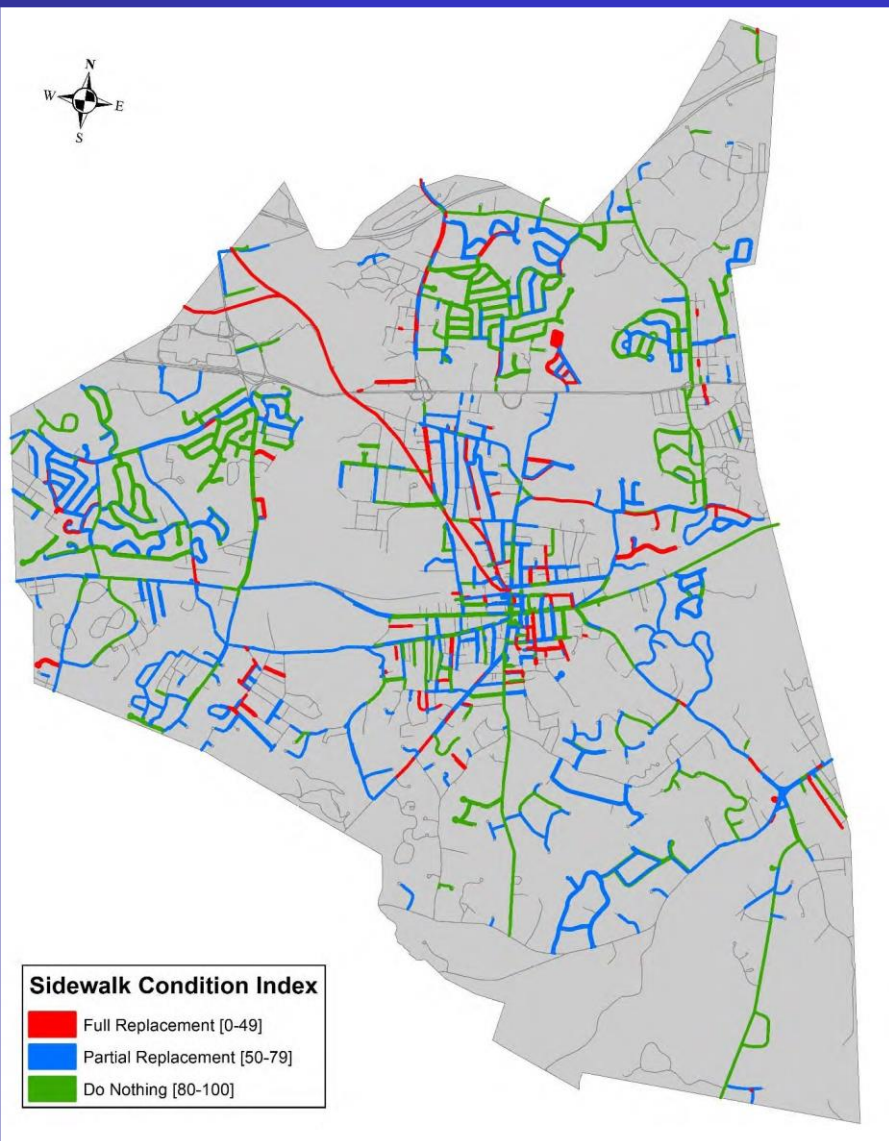 N
W E
S
Sidewalk Condition Index
Full Replacement [0-49]
Partial Replacement [50-79]
Do Nothing [80-100]